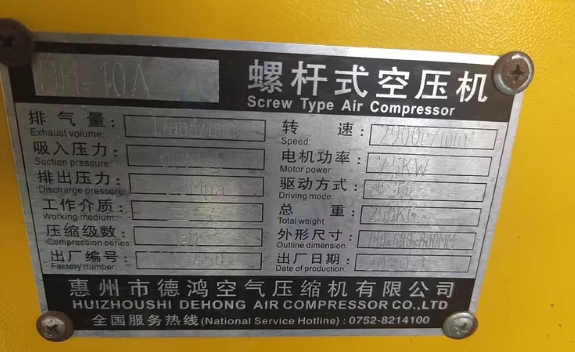 螺杆式空压机
Screw Type Air Compressor
排气量:
Exhaust volume:
转速:
Speed:
吸入压力:
Suction pressure:
电机功率:
Motor power:
KW
排出压力:
Discharge pressure:
驱动方式:
Driving mode:
工作介质:
Working medium:
总重:
Total weight:
压缩级数:
Compression series:
外形尺寸:
Outline dimension:
出厂编号:
Factory number:
出厂日期:
Date of production:
惠州市德鸿空气压缩机有限公司
HUIZHOUSHI DEHONG AIR COMPRESSOR CO.,LTD
全国服务热线(National Service Hotline) : 0752-8214100